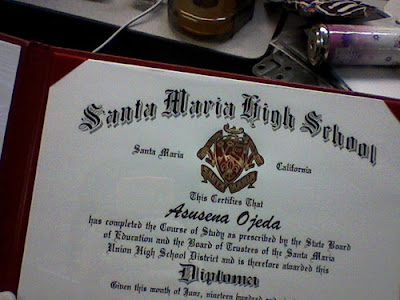 Santa Maria High School
Santa Maria California
This Certifies That
Asusena Ojeda
has completed the Course of Study as prescribed by the State Board
of Education and the Board of Trustees of the Santa Maria
Union High School District and is therefore awarded this
Diploma
Given this month of June, nineteen hundred and